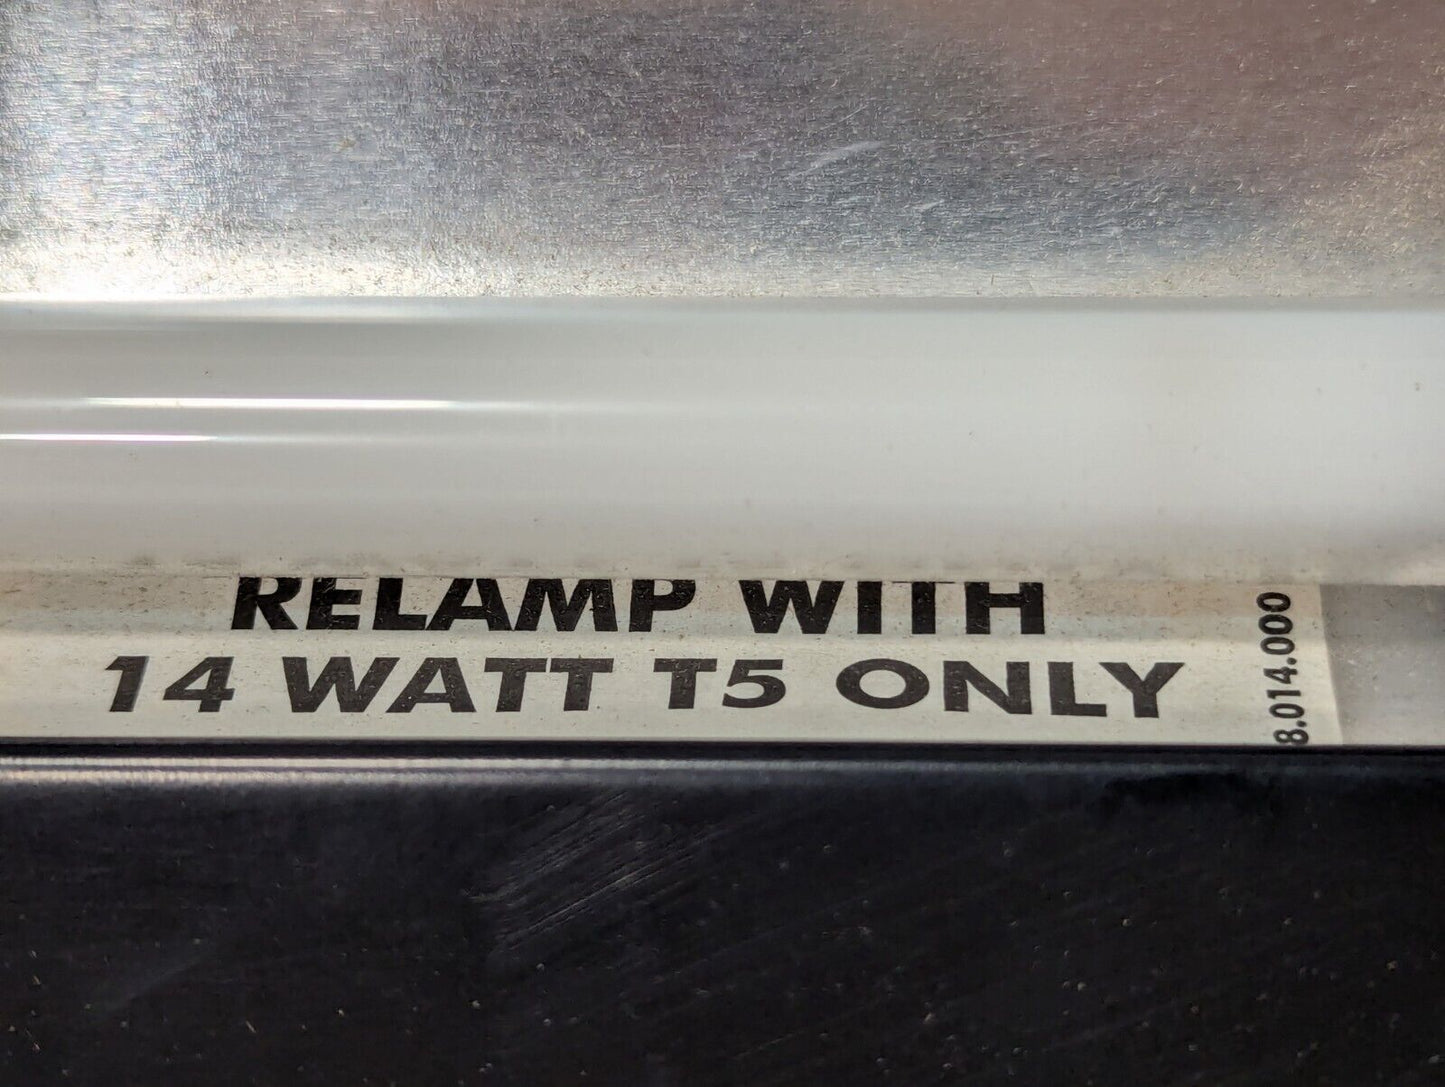 RELAMP WITH
14 WATT T5 ONLY
8.014.000